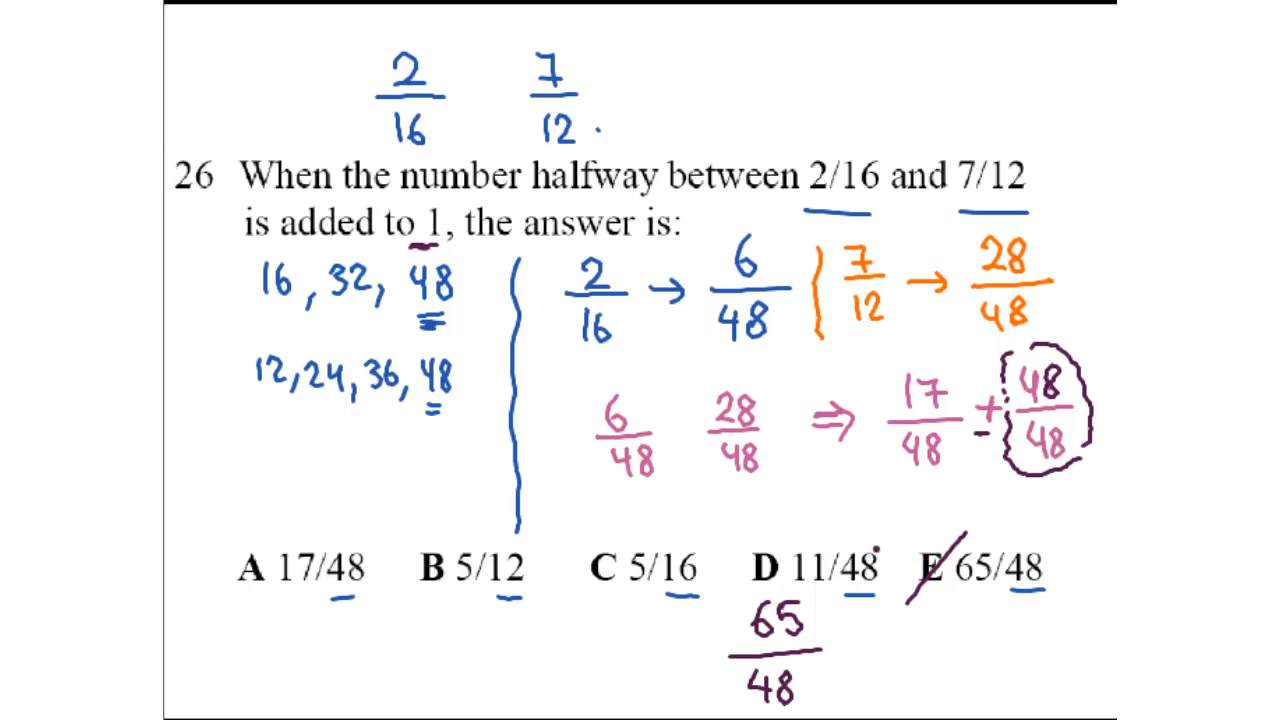 2/16 7/12.
26 When the number halfway between 2/16 and 7/12
is added to 1, the answer is:
16, 32, 48
2/16 → 6/48 7/12 → 28/48
12, 24, 36, 48
6/48 28/48 ⇒ 17/48 + 48/48
A 17/48 B 5/12 C 5/16 D 11/48 E 65/48
65/48